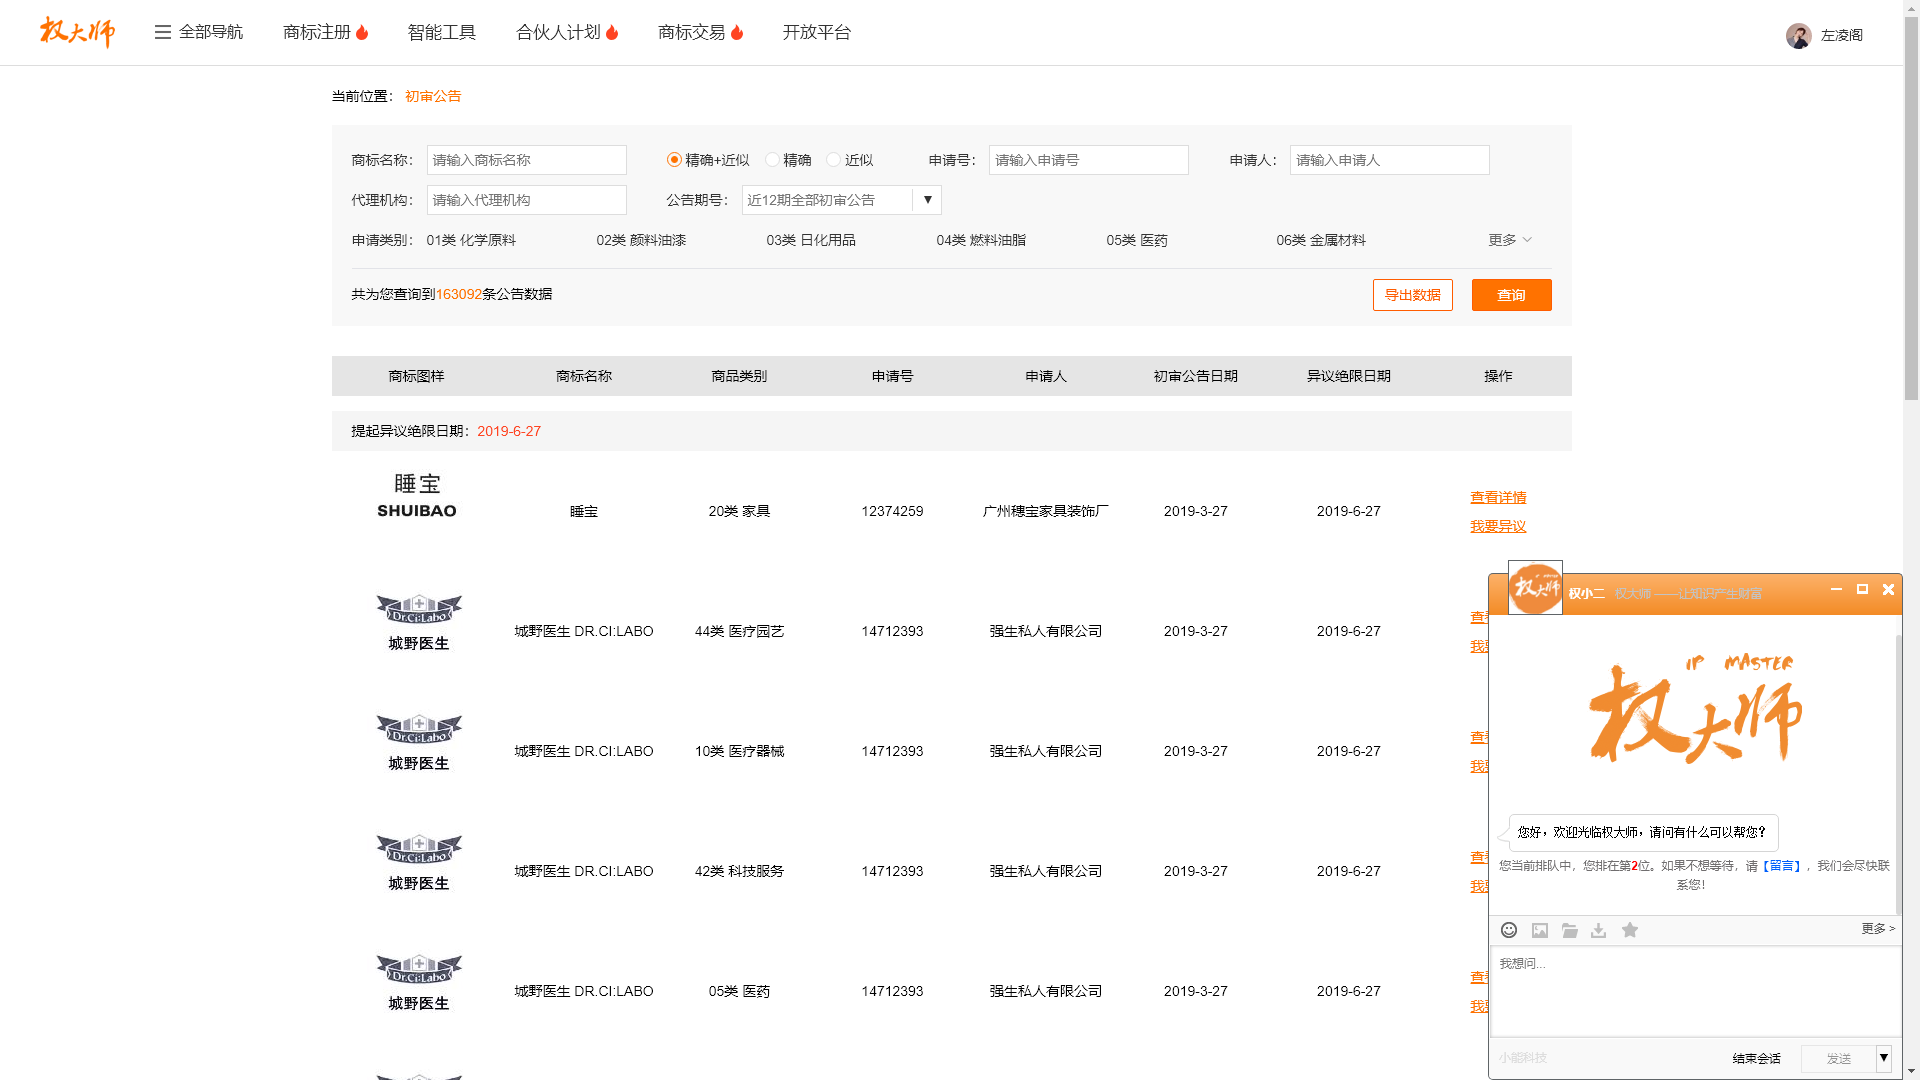 权大师 全部导航 商标注册 智能工具 合伙人计划 商标交易 开放平台 左凌阁
当前位置： 初审公告
商标名称： 请输入商标名称 精确+近似 精确 近似 申请号： 请输入申请号 申请人： 请输入申请人
代理机构： 请输入代理机构 公告期号： 近12期全部初审公告 ▼
申请类别： 01类 化学原料 02类 颜料油漆 03类 日化用品 04类 燃料油脂 05类 医药 06类 金属材料 更多
共为您查询到163092条公告数据 导出数据 查询
商标图样 商标名称 商品类别 申请号 申请人 初审公告日期 异议绝限日期 操作
提起异议绝限日期：2019-6-27
睡宝
SHUIBAO
睡宝 20类 家具 12374259 广州穗宝家具装饰厂 2019-3-27 2019-6-27 查看详情
我要异议
Dr.Ci:Labo
城野医生
城野医生 DR.CI:LABO 44类 医疗园艺 14712393 强生私人有限公司 2019-3-27 2019-6-27
Dr.Ci:Labo
城野医生
城野医生 DR.CI:LABO 10类 医疗器械 14712393 强生私人有限公司 2019-3-27 2019-6-27
Dr.Ci:Labo
城野医生
城野医生 DR.CI:LABO 42类 科技服务 14712393 强生私人有限公司 2019-3-27 2019-6-27
Dr.Ci:Labo
城野医生
城野医生 DR.CI:LABO 05类 医药 14712393 强生私人有限公司 2019-3-27 2019-6-27
权大师 权小二 权大师 ——让知识产生财富
IP MASTER
权大师
您好，欢迎光临权大师，请问有什么可以帮您?
您当前排队中，您排在第2位。如果不想等待，请【留言】，我们会尽快联
系您!
更多 >
我想问...
小能科技 结束会话 发送 ▼